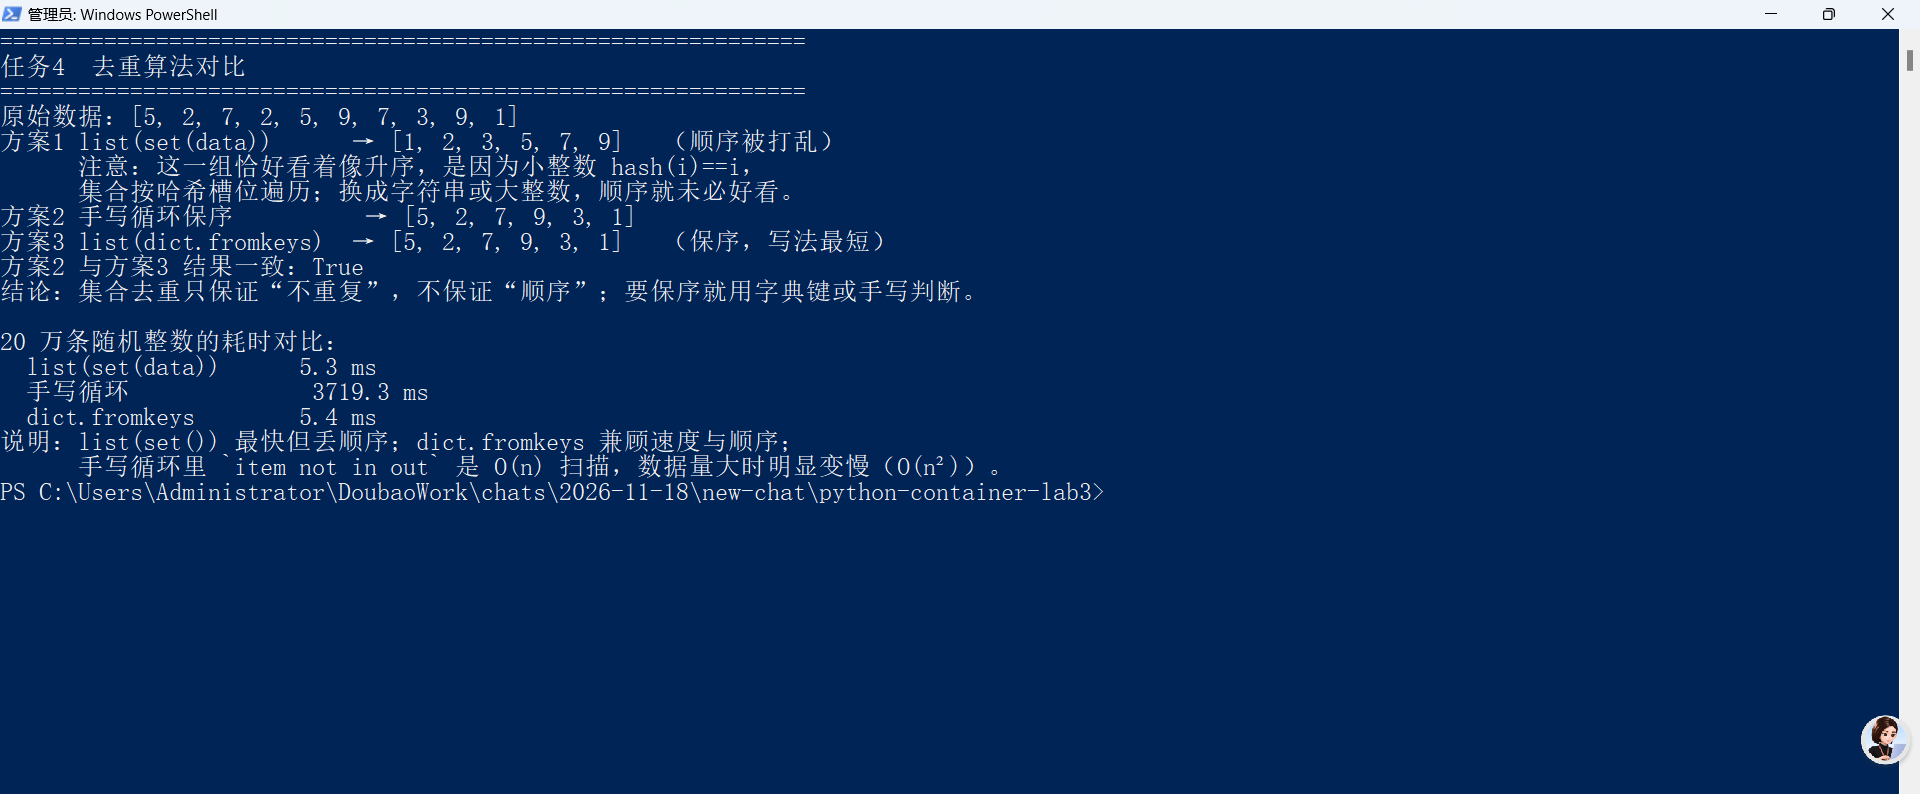 管理员: Windows PowerShell
==============================================================
任务4  去重算法对比
==============================================================
原始数据: [5, 2, 7, 2, 5, 9, 7, 3, 9, 1]
方案1 list(set(data))      → [1, 2, 3, 5, 7, 9]   （顺序被打乱）
注意: 这一组恰好看着像升序，是因为小整数 hash(i)==i，
集合按哈希槽位遍历；换成字符串或大整数，顺序就未必好看。
方案2 手写循环保序          → [5, 2, 7, 9, 3, 1]
方案3 list(dict.fromkeys)  → [5, 2, 7, 9, 3, 1]   （保序，写法最短）
方案2 与方案3 结果一致: True
结论: 集合去重只保证“不重复”，不保证“顺序”；要保序就用字典键或手写判断。
20 万条随机整数的耗时对比:
list(set(data))      5.3 ms
手写循环              3719.3 ms
dict.fromkeys        5.4 ms
说明: list(set()) 最快但丢顺序；dict.fromkeys 兼顾速度与顺序；
手写循环里 `item not in out` 是 O(n) 扫描，数据量大时明显变慢（O(n²)）。
PS C:\Users\Administrator\DoubaoWork\chats\2026-11-18\new-chat\python-container-lab3>